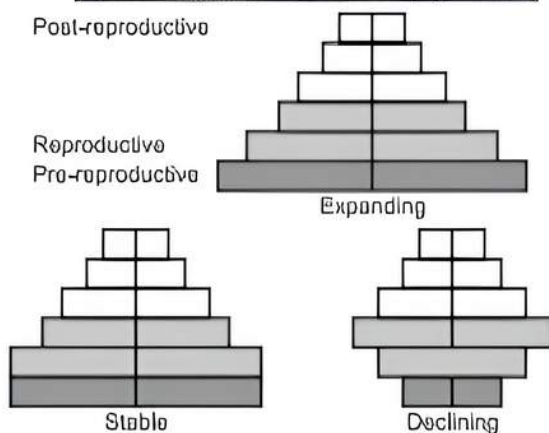 Post-reproductive
Reproductive
Pre-reproductive
Expanding
Stable
Declining